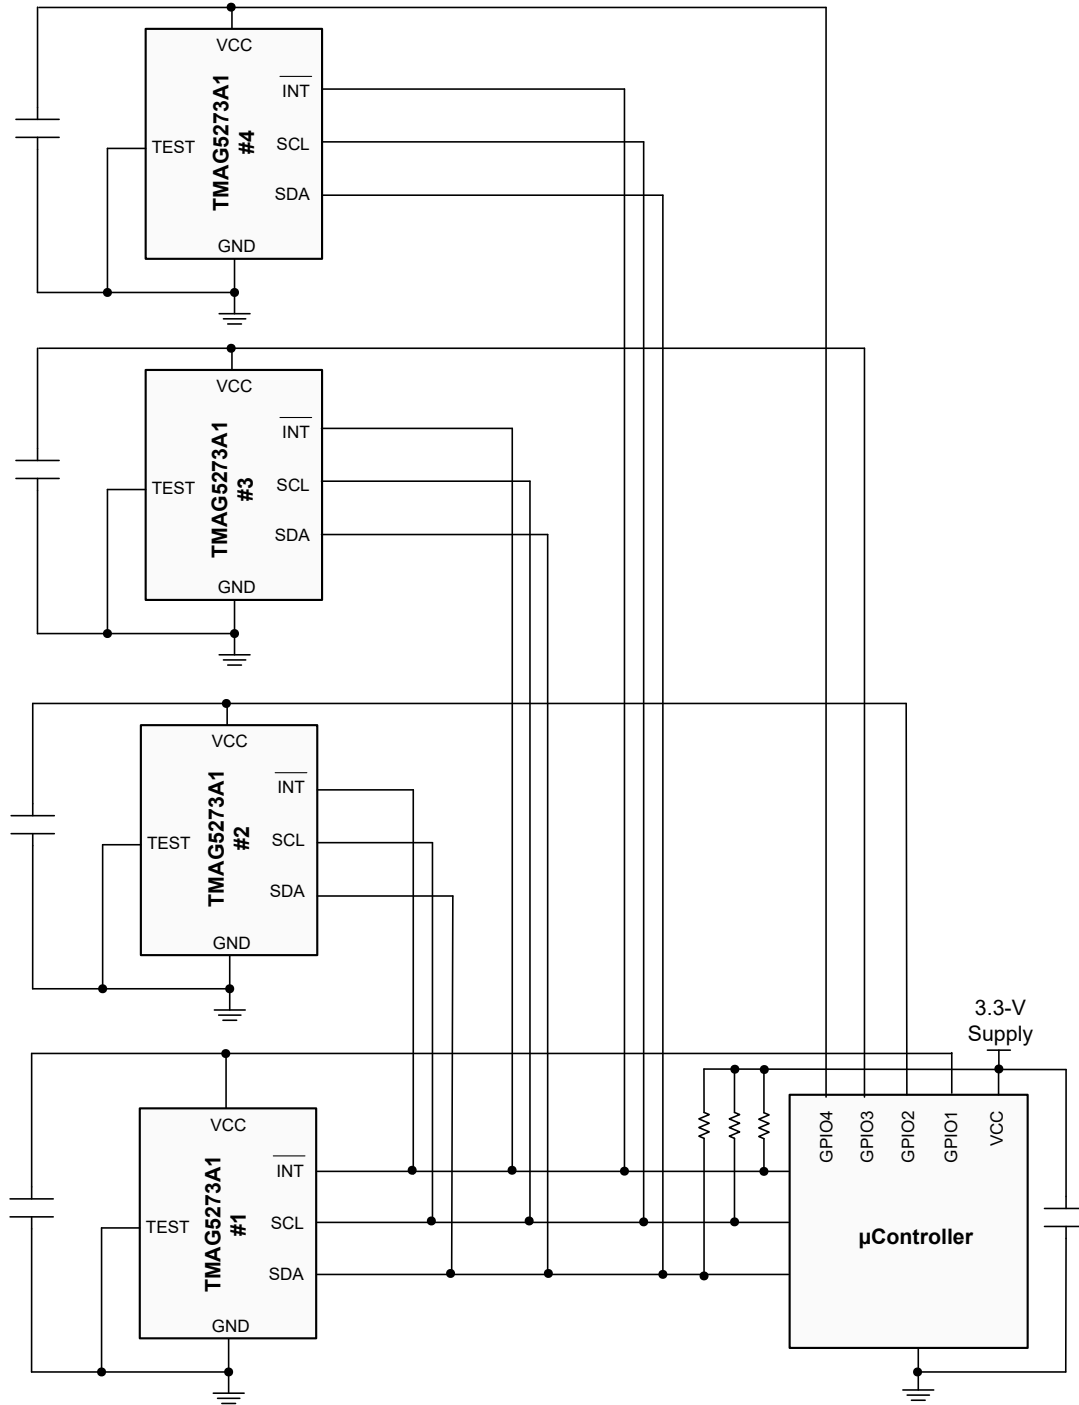 VCC
INT
TMAG5273A1
#4
TEST
SCL
SDA
GND
VCC
INT
TMAG5273A1
#3
TEST
SCL
SDA
GND
VCC
INT
TMAG5273A1
#2
TEST
SCL
SDA
GND
3.3-V
Supply
VCC
INT
TMAG5273A1
#1
TEST
SCL
SDA
GND
GPIO4
GPIO3
GPIO2
GPIO1
VCC
µController